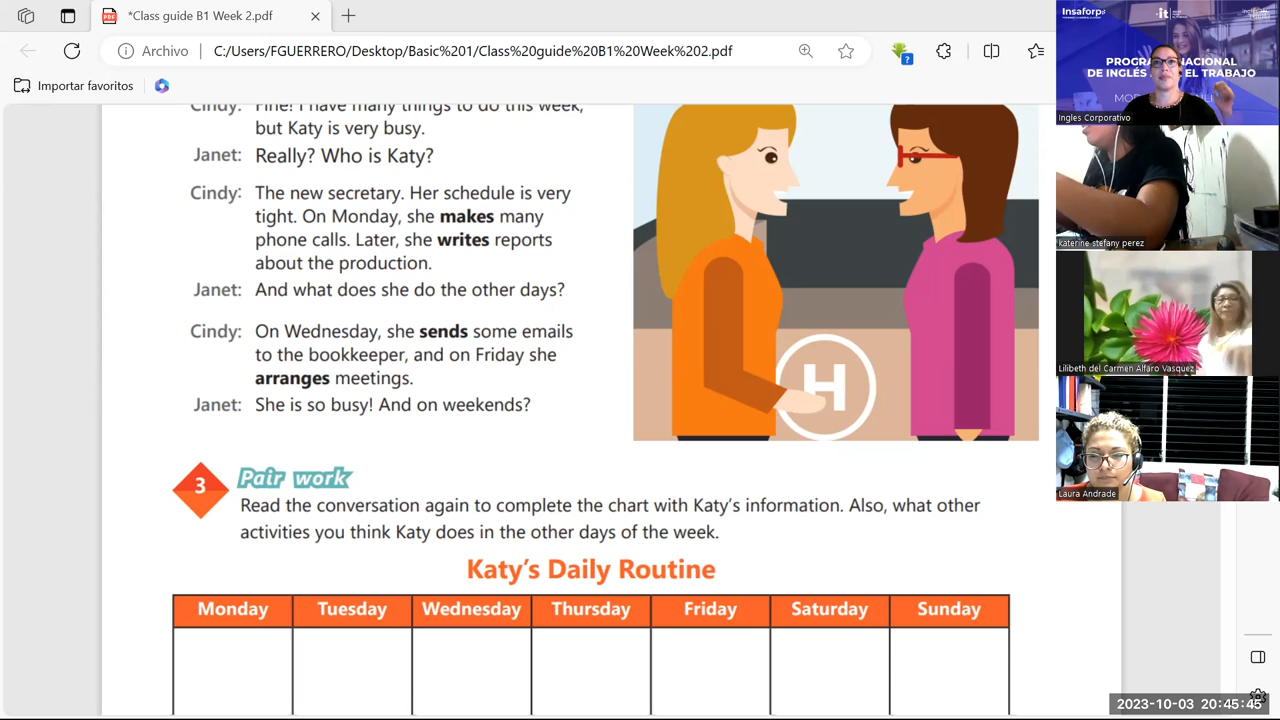 *Class guide B1 Week 2.pdf
Archivo
C:/Users/FGUERRERO/Desktop/Basic%201/Class%20guide%20B1%20Week%202.pdf
Importar favoritos
Cindy: Fine! I have many things to do this week,
but Katy is very busy.
Janet: Really? Who is Katy?
Cindy: The new secretary. Her schedule is very
tight. On Monday, she makes many
phone calls. Later, she writes reports
about the production.
Janet: And what does she do the other days?
Cindy: On Wednesday, she sends some emails
to the bookkeeper, and on Friday she
arranges meetings.
Janet: She is so busy! And on weekends?
H
3
Pair work
Read the conversation again to complete the chart with Katy's information. Also, what other
activities you think Katy does in the other days of the week.
Katy's Daily Routine
Monday Tuesday Wednesday Thursday Friday Saturday Sunday
Insaforp
it
DE INGLÉS EL TRABAJO
Ingles Corporativo
katerine stefany perez
Lilibeth del Carmen Alfaro Vasquez
Laura Andrade
2023-10-03 20:45:45